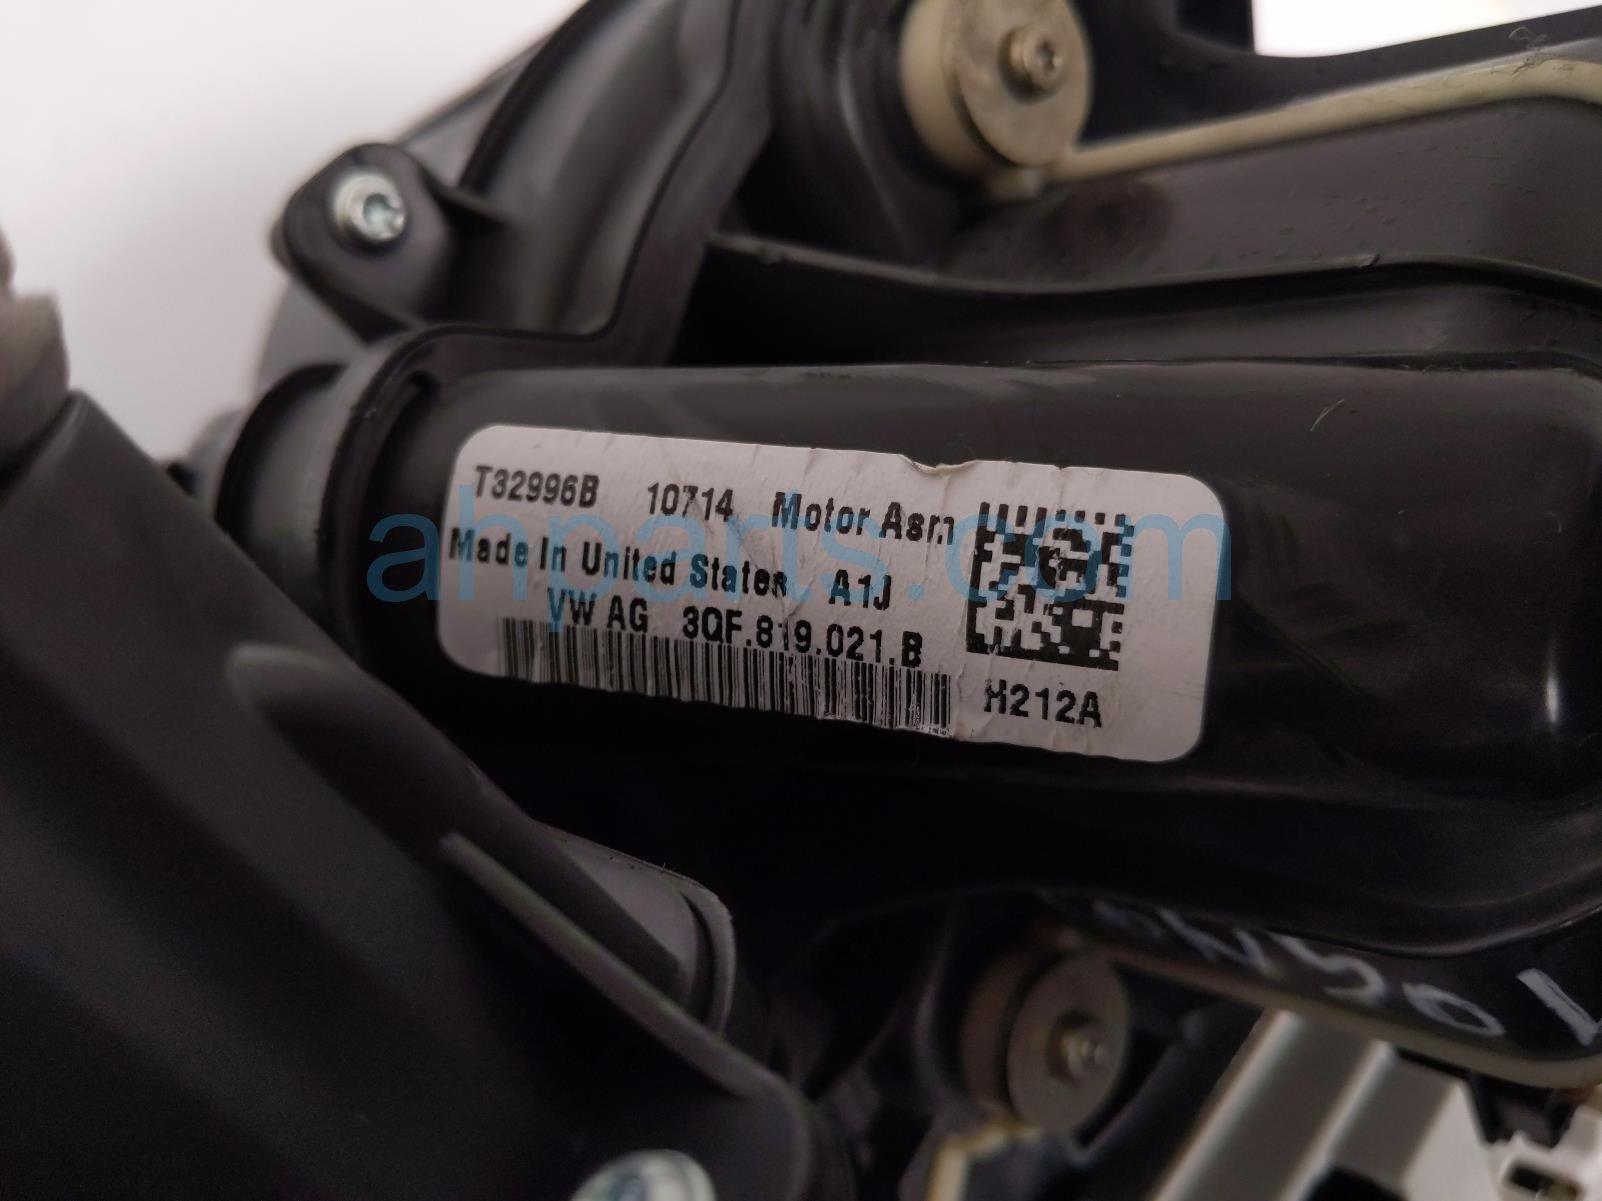 T32996B 10714 Motor Asm
Made In United States A1J
VW AG 3QF.819.021.B
H212A
ahparts.com